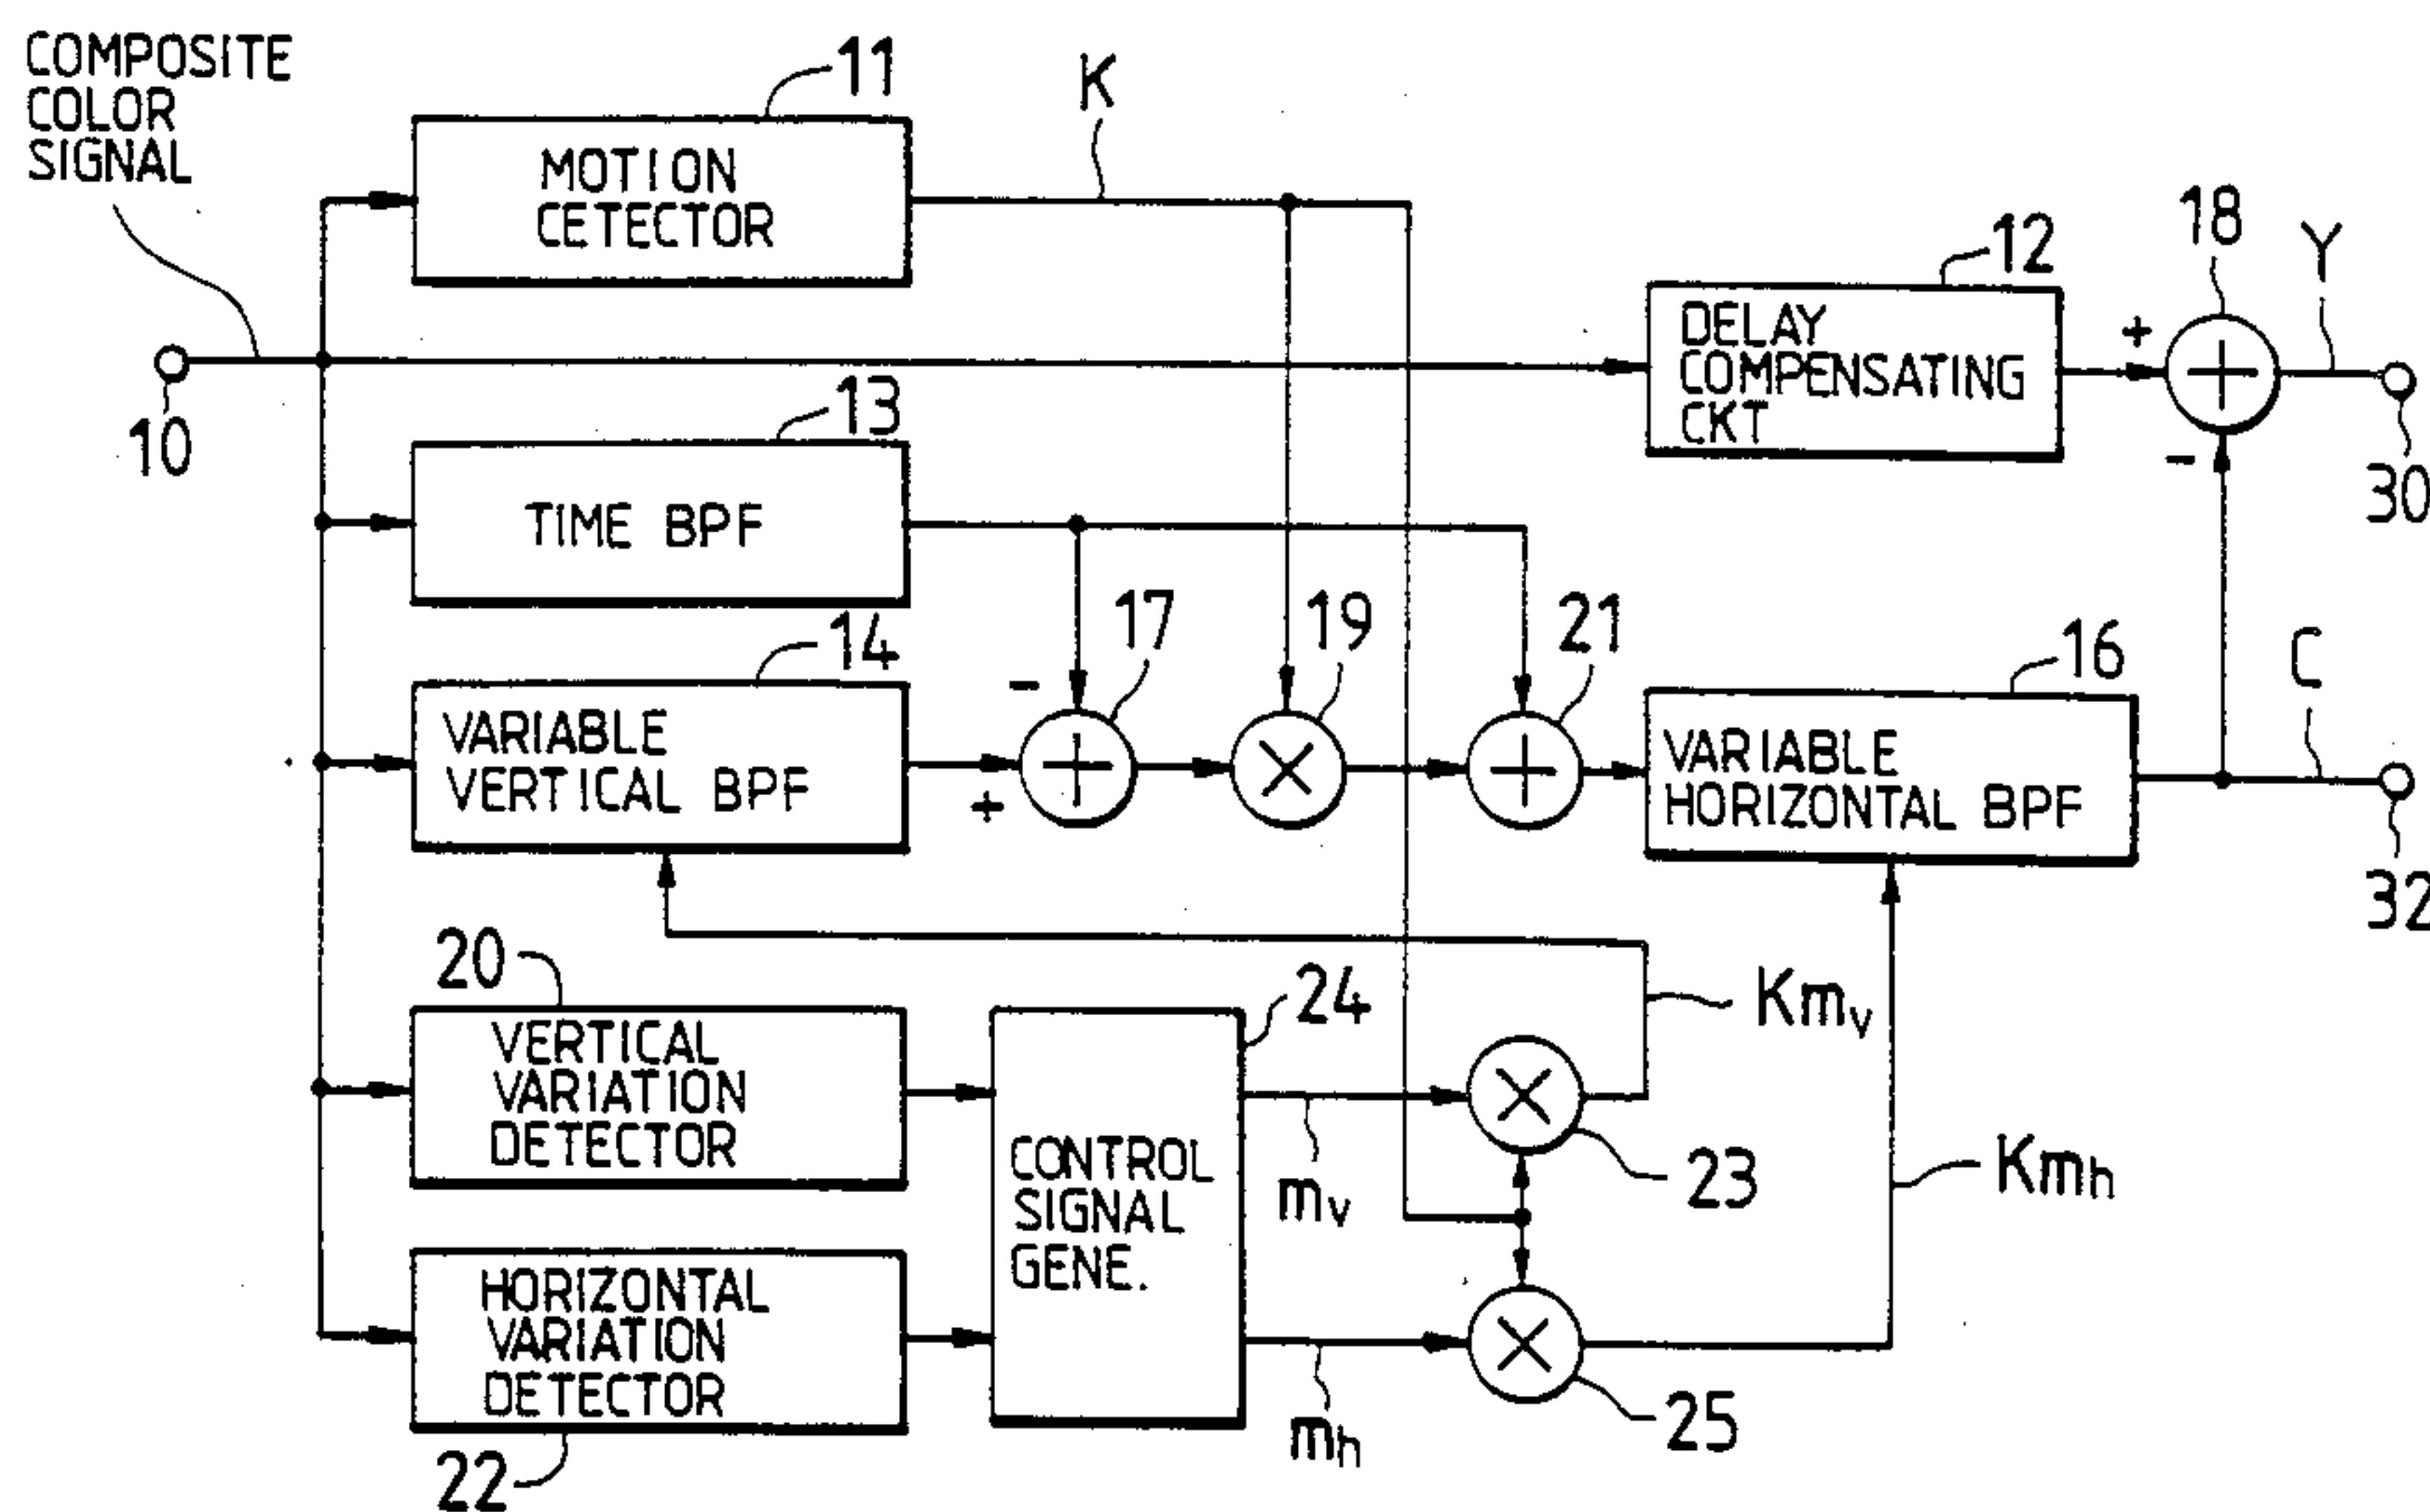 COMPOSITE
COLOR
SIGNAL
11
K
MOTION
CETECTOR
12
18
Y
DELAY
COMPENSATING
CKT
+
-
10
30
13
TIME BPF
14
17
19
21
16
C
VARIABLE
VERTICAL BPF
-
+
VARIABLE
HORIZONTAL BPF
32
20
24
Kmv
VERTICAL
VARIATION
DETECTOR
CONTROL
SIGNAL
GENE.
mv
23
Kmh
HORIZONTAL
VARIATION
DETECTOR
mh
25
22